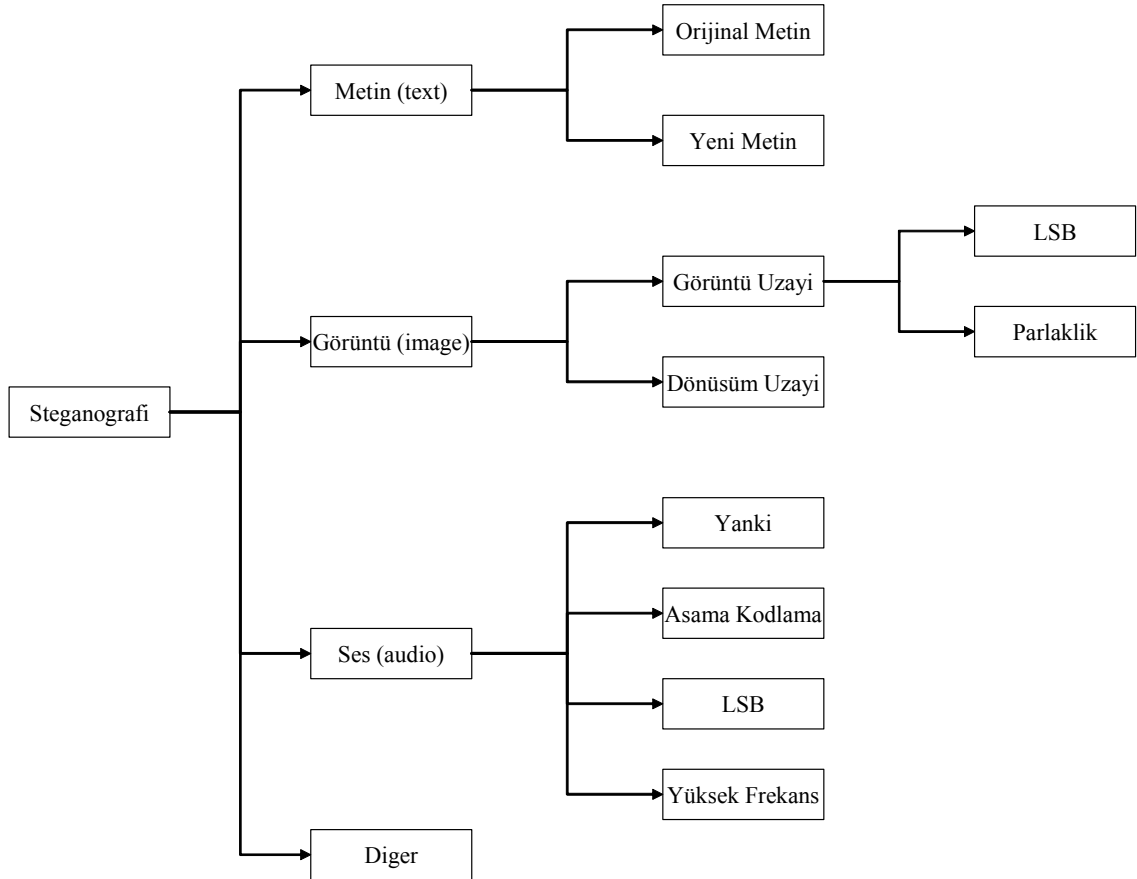 Orijinal Metin
Metin (text)
Yeni Metin
LSB
Görüntü Uzayi
Parlaklik
Görüntü (image)
Dönüsüm Uzayi
Steganografi
Yanki
Asama Kodlama
Ses (audio)
LSB
Yüksek Frekans
Diger